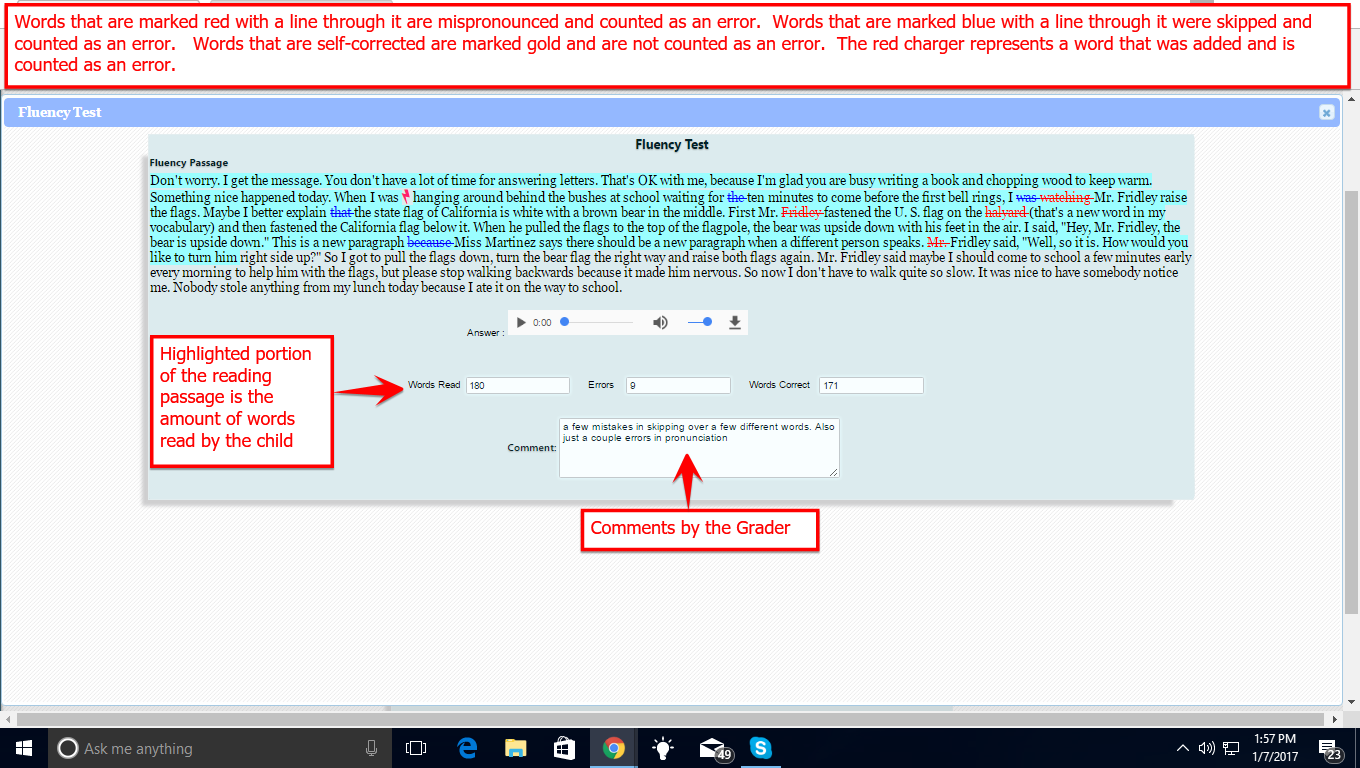 Words that are marked red with a line through it are mispronounced and counted as an error.  Words that are marked blue with a line through it were skipped and
counted as an error.   Words that are self-corrected are marked gold and are not counted as an error.  The red charger represents a word that was added and is
counted as an error.
Fluency Test
Fluency Test
Fluency Passage
Don't worry. I get the message. You don't have a lot of time for answering letters. That's OK with me, because I'm glad you are busy writing a book and chopping wood to keep warm.
Something nice happened today. When I was hanging around behind the bushes at school waiting for the ten minutes to come before the first bell rings, I was watching Mr. Fridley raise
the flags. Maybe I better explain that the state flag of California is white with a brown bear in the middle. First Mr. Fridley fastened the U. S. flag on the halyard (that's a new word in my
vocabulary) and then fastened the California flag below it. When he pulled the flags to the top of the flagpole, the bear was upside down with his feet in the air. I said, "Hey, Mr. Fridley, the
bear is upside down." This is a new paragraph because Miss Martinez says there should be a new paragraph when a different person speaks. Mr. Fridley said, "Well, so it is. How would you
like to turn him right side up?" So I got to pull the flags down, turn the bear flag the right way and raise both flags again. Mr. Fridley said maybe I should come to school a few minutes early
every morning to help him with the flags, but please stop walking backwards because it made him nervous. So now I don't have to walk quite so slow. It was nice to have somebody notice
me. Nobody stole anything from my lunch today because I ate it on the way to school.
Answer :
0:00
Highlighted portion
of the reading
passage is the
amount of words
read by the child
Words Read 180 Errors 9 Words Correct 171
Comment:
a few mistakes in skipping over a few different words. Also
just a couple errors in pronunciation
Comments by the Grader
Ask me anything
49
1:57 PM
1/7/2017
23